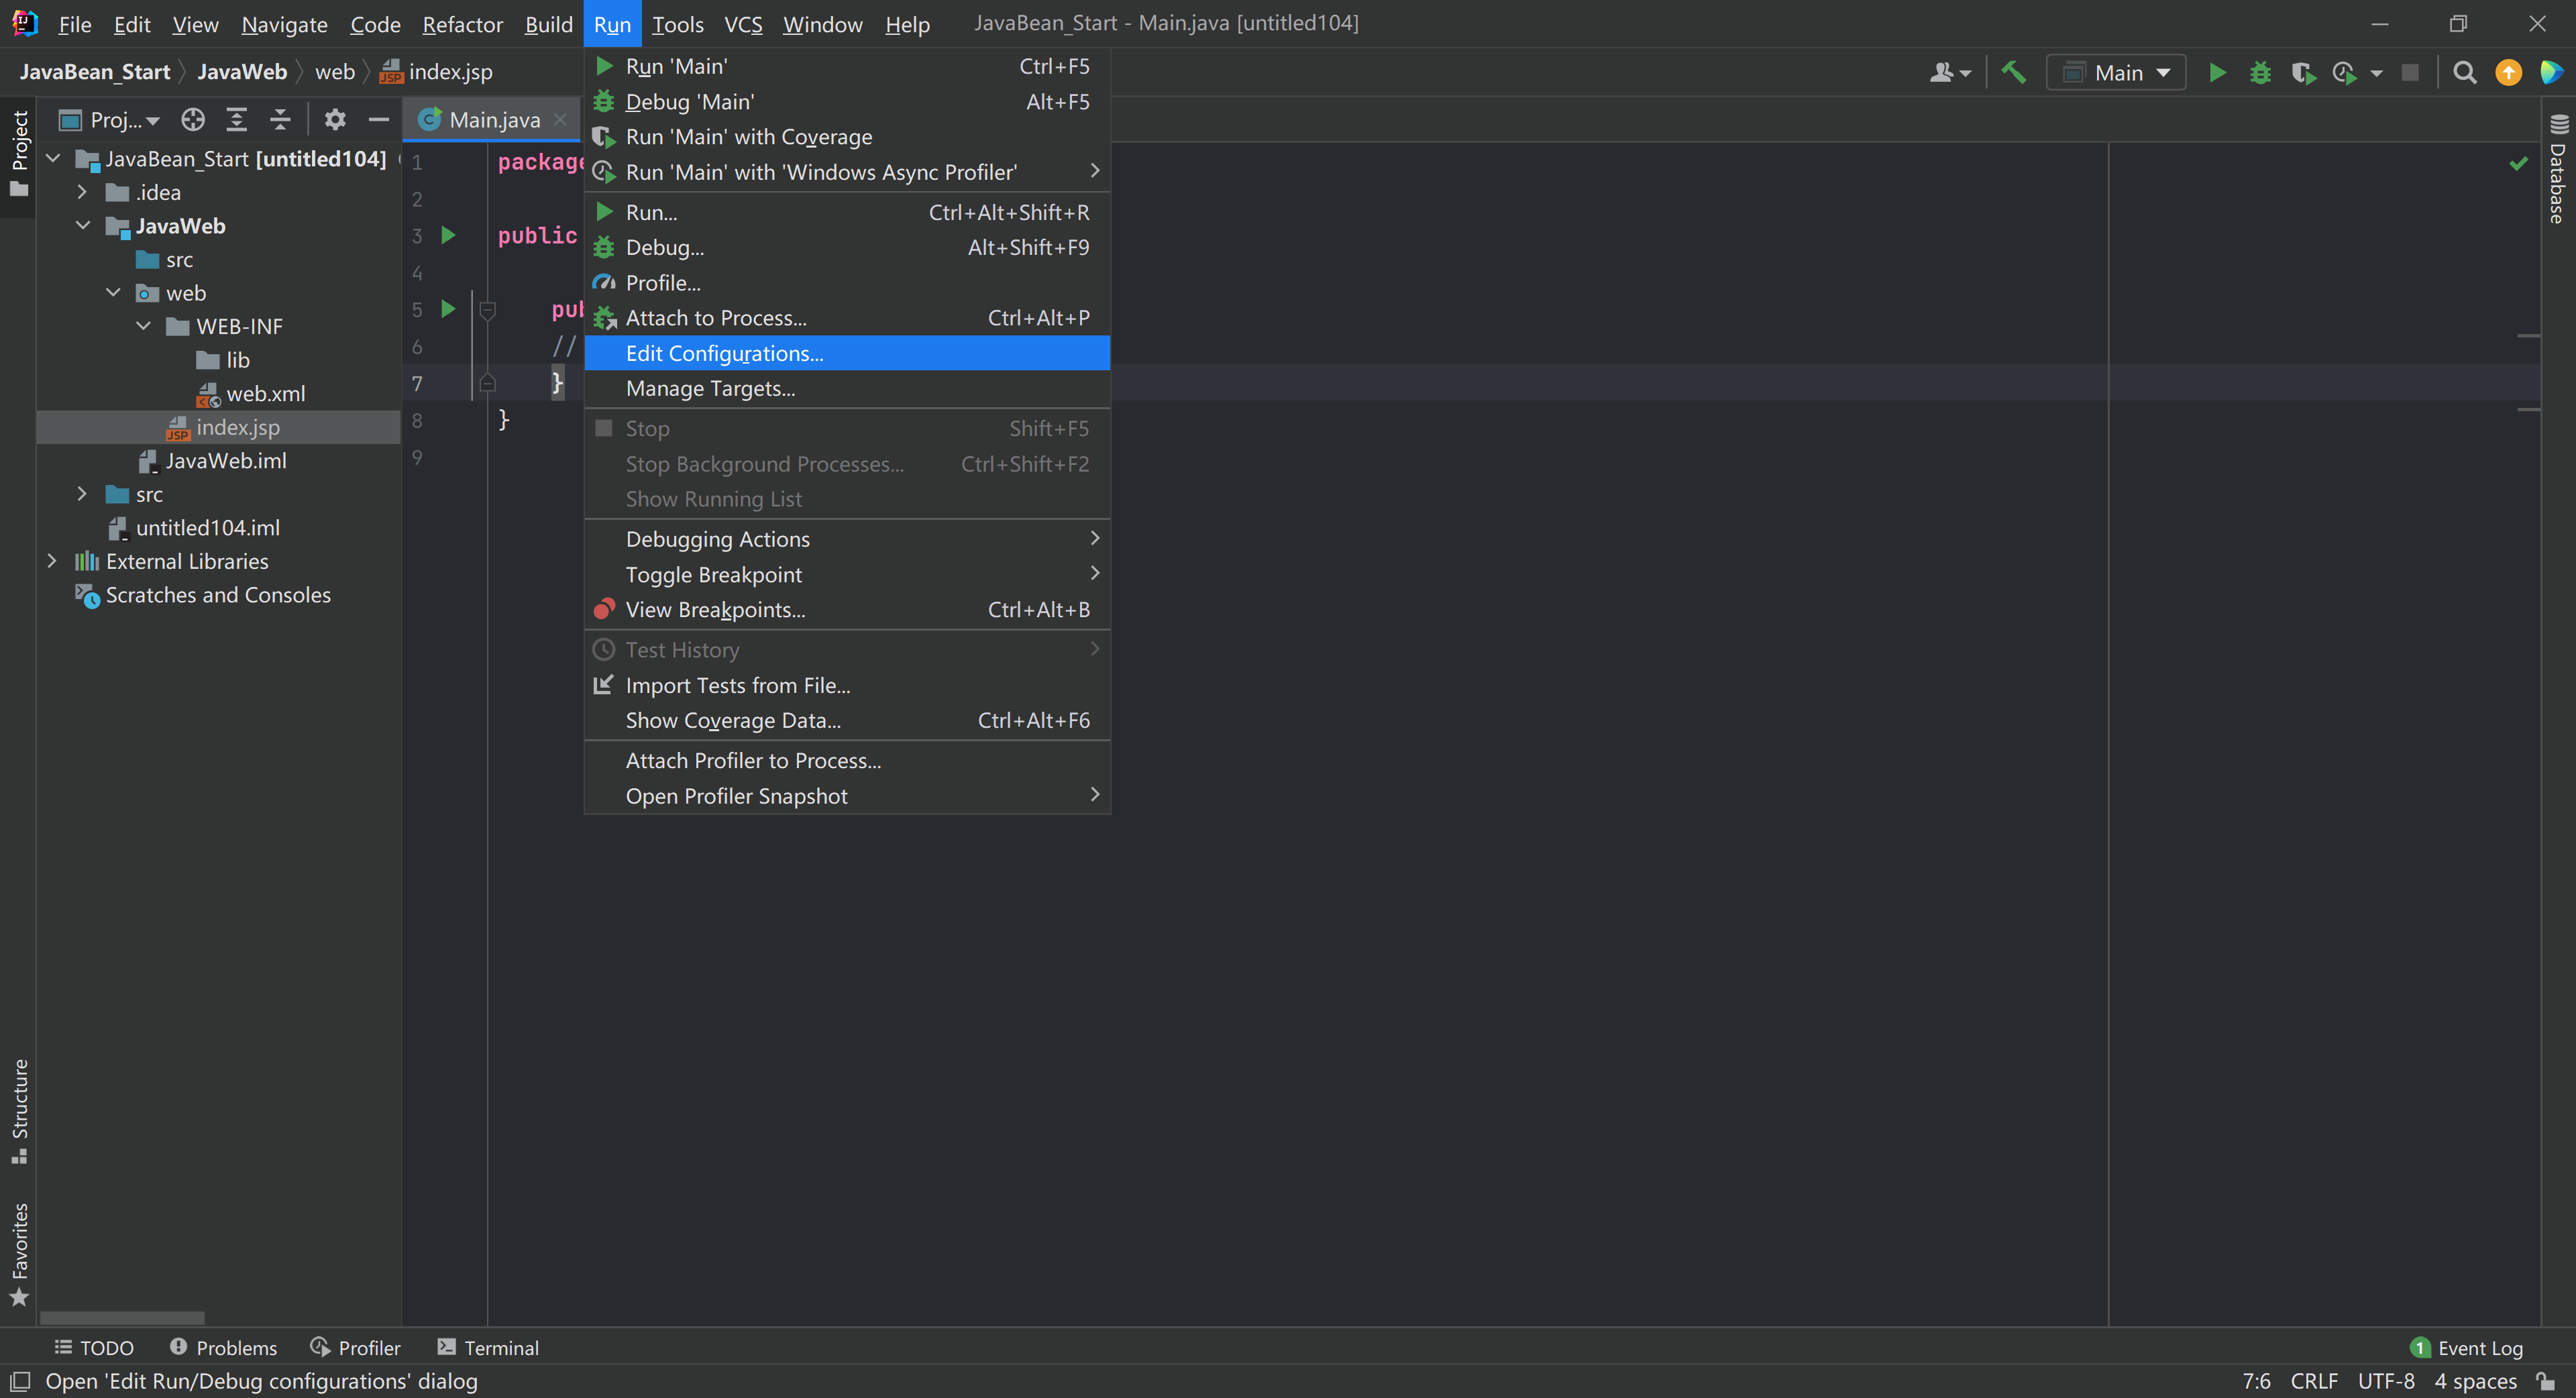 File Edit View Navigate Code Refactor Build Run Tools VCS Window Help JavaBean_Start - Main.java [untitled104]
JavaBean_Start JavaWeb web index.jsp Main
Project
Proj... Main.java
JavaBean_Start [untitled104]
.idea
JavaWeb
src
web
WEB-INF
lib
web.xml
index.jsp
JavaWeb.iml
src
untitled104.iml
External Libraries
Scratches and Consoles
1 package
2
3 public
4
5 pub
6 //
7 }
8 }
9
Run 'Main' Ctrl+F5
Debug 'Main' Alt+F5
Run 'Main' with Coverage
Run 'Main' with 'Windows Async Profiler'
Run... Ctrl+Alt+Shift+R
Debug... Alt+Shift+F9
Profile...
Attach to Process... Ctrl+Alt+P
Edit Configurations...
Manage Targets...
Stop Shift+F5
Stop Background Processes... Ctrl+Shift+F2
Show Running List
Debugging Actions
Toggle Breakpoint
View Breakpoints... Ctrl+Alt+B
Test History
Import Tests from File...
Show Coverage Data... Ctrl+Alt+F6
Attach Profiler to Process...
Open Profiler Snapshot
Database
Structure
Favorites
TODO Problems Profiler Terminal 1 Event Log
Open 'Edit Run/Debug configurations' dialog 7:6 CRLF UTF-8 4 spaces